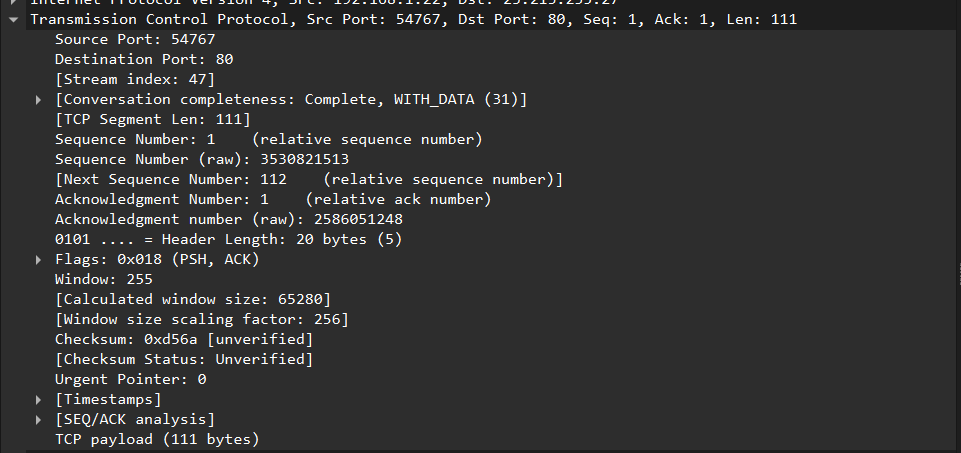 Internet Protocol Version 4, Src: 192.168.1.22, Dst: 23.215.255.27
Transmission Control Protocol, Src Port: 54767, Dst Port: 80, Seq: 1, Ack: 1, Len: 111
Source Port: 54767
Destination Port: 80
[Stream index: 47]
[Conversation completeness: Complete, WITH_DATA (31)]
[TCP Segment Len: 111]
Sequence Number: 1    (relative sequence number)
Sequence Number (raw): 3530821513
[Next Sequence Number: 112    (relative sequence number)]
Acknowledgment Number: 1    (relative ack number)
Acknowledgment number (raw): 2586051248
0101 .... = Header Length: 20 bytes (5)
Flags: 0x018 (PSH, ACK)
Window: 255
[Calculated window size: 65280]
[Window size scaling factor: 256]
Checksum: 0xd56a [unverified]
[Checksum Status: Unverified]
Urgent Pointer: 0
[Timestamps]
[SEQ/ACK analysis]
TCP payload (111 bytes)